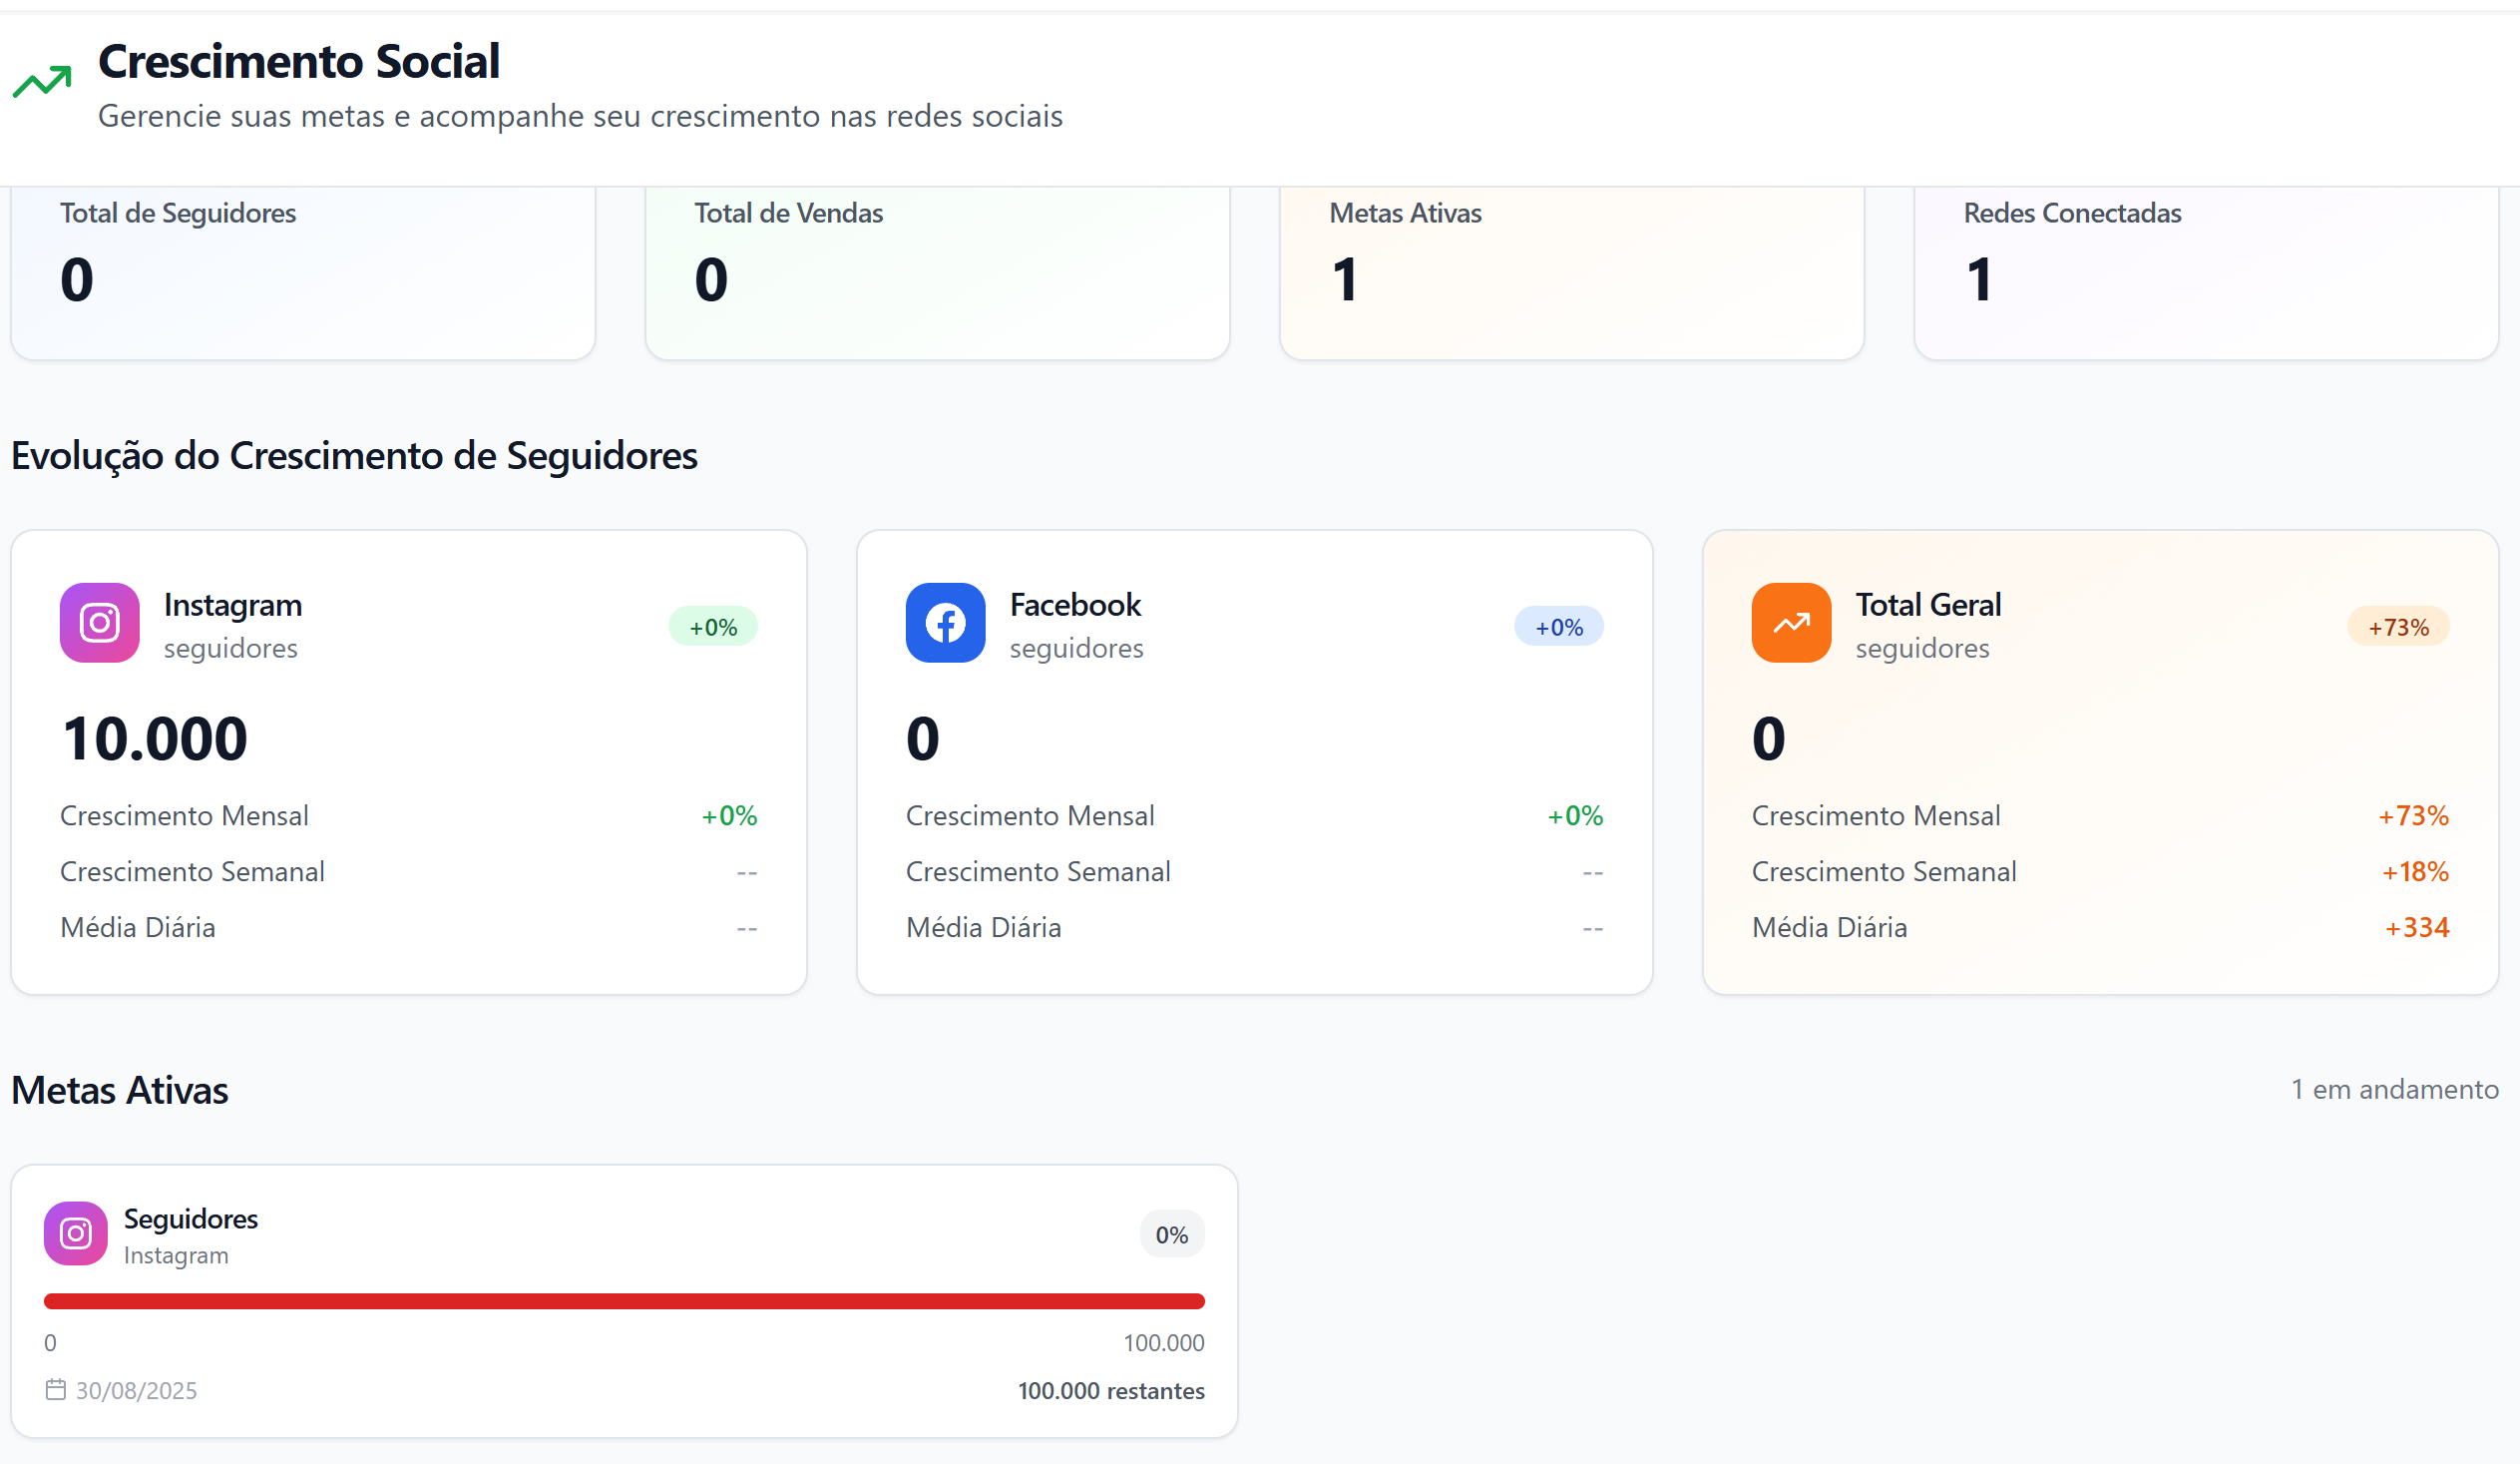 Crescimento Social
Gerencie suas metas e acompanhe seu crescimento nas redes sociais
Total de Seguidores
0
Total de Vendas
0
Metas Ativas
1
Redes Conectadas
1
Evolução do Crescimento de Seguidores
Instagram
seguidores
+0%
10.000
Crescimento Mensal +0%
Crescimento Semanal --
Média Diária --
Facebook
seguidores
+0%
0
Crescimento Mensal +0%
Crescimento Semanal --
Média Diária --
Total Geral
seguidores
+73%
0
Crescimento Mensal +73%
Crescimento Semanal +18%
Média Diária +334
Metas Ativas
1 em andamento
Seguidores
Instagram
0%
0 100.000
30/08/2025 100.000 restantes